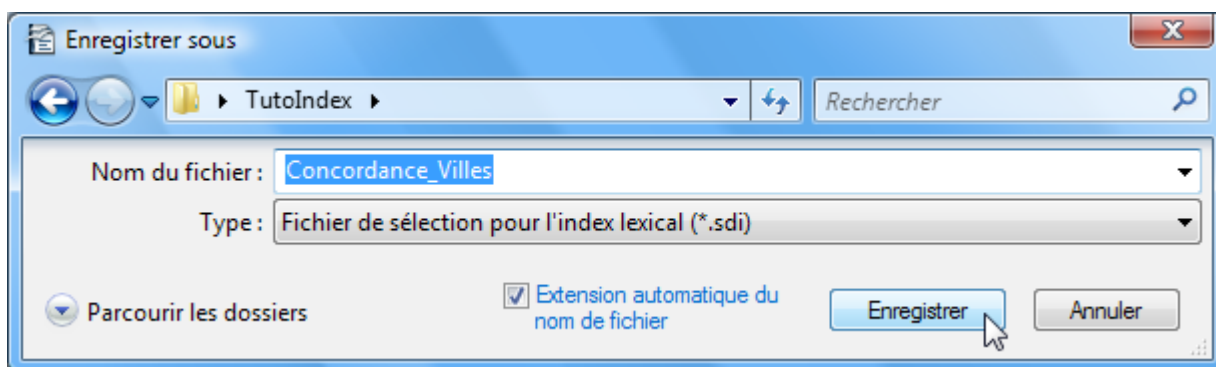 Enregistrer sous
TutoIndex
Rechercher
Nom du fichier : Concordance_Villes
Type : Fichier de sélection pour l'index lexical (*.sdi)
Parcourir les dossiers
Extension automatique du
nom de fichier
Enregistrer
Annuler